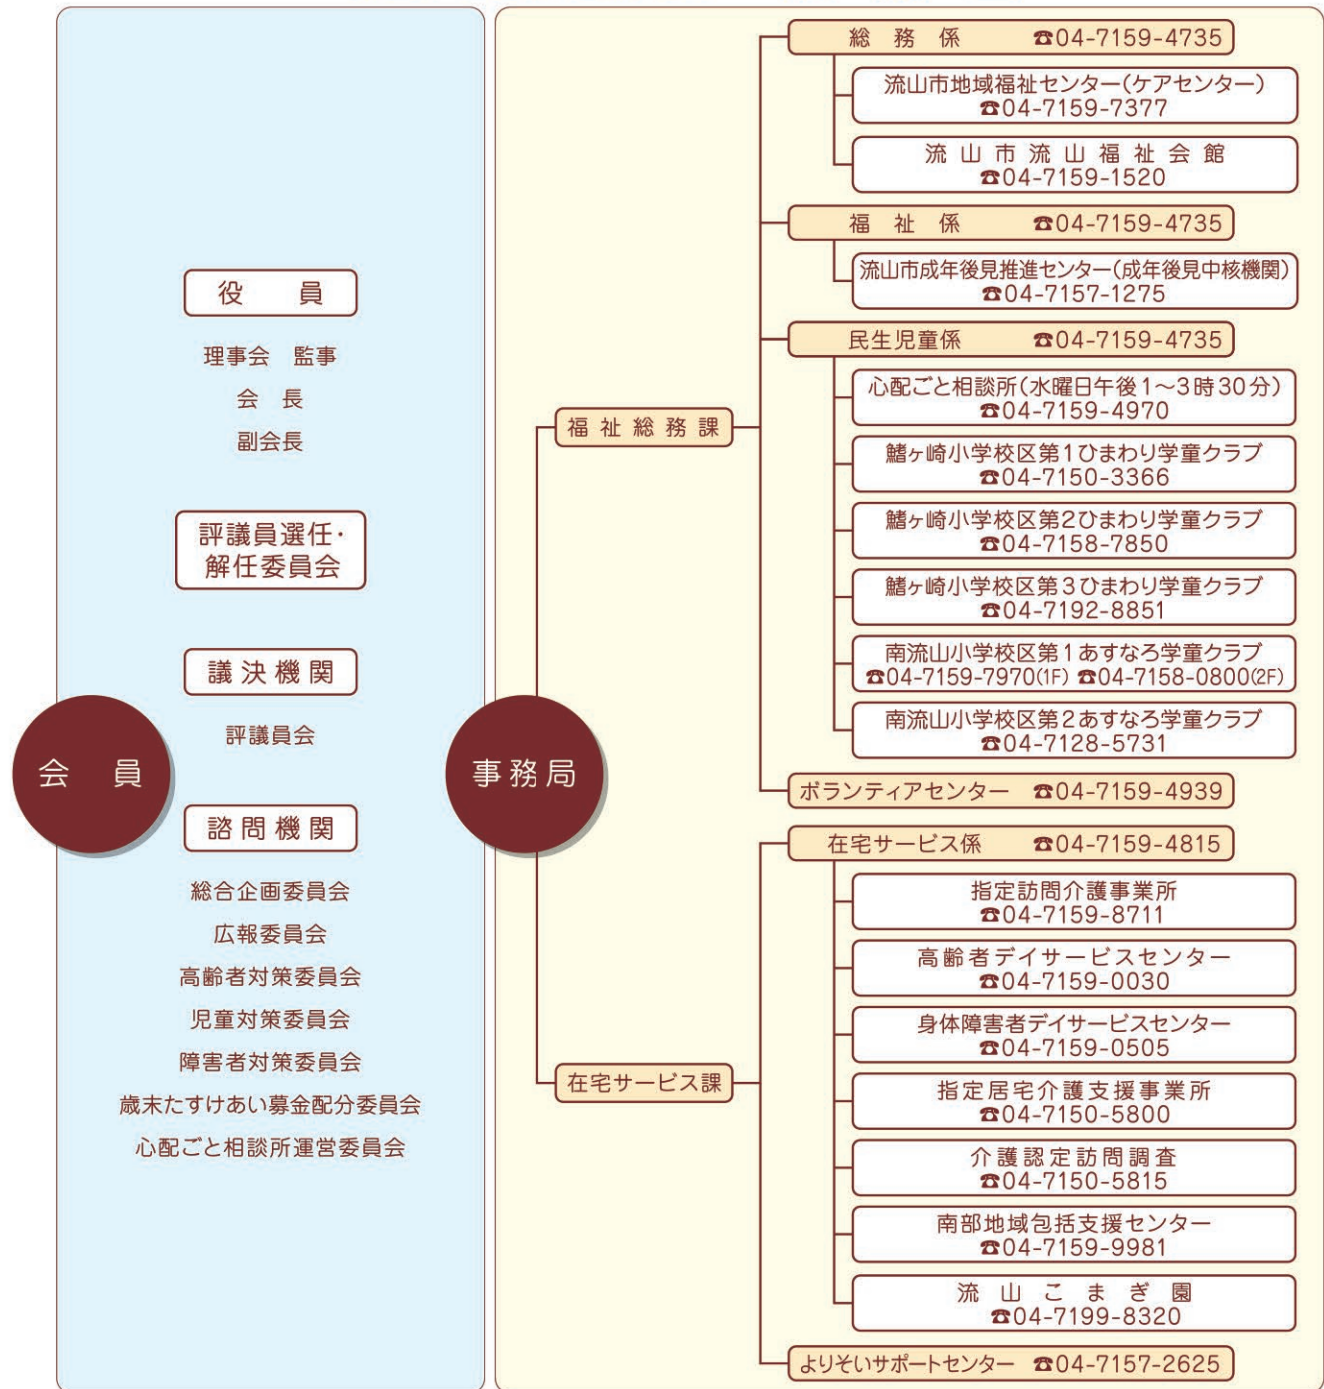 会　員
役　員
理事会　監事
会　長
副会長
評議員選任・
解任委員会
議決機関
評議員会
諮問機関
総合企画委員会
広報委員会
高齢者対策委員会
児童対策委員会
障害者対策委員会
歳末たすけあい募金配分委員会
心配ごと相談所運営委員会
事務局
福祉総務課
総　務　係　☎04-7159-4735
流山市地域福祉センター(ケアセンター)
☎04-7159-7377
流山市流山福祉会館
☎04-7159-1520
福　祉　係　☎04-7159-4735
流山市成年後見推進センター(成年後見中核機関)
☎04-7157-1275
民生児童係　☎04-7159-4735
心配ごと相談所(水曜日午後1～3時30分)
☎04-7159-4970
鰭ヶ崎小学校区第1ひまわり学童クラブ
☎04-7150-3366
鰭ヶ崎小学校区第2ひまわり学童クラブ
☎04-7158-7850
鰭ヶ崎小学校区第3ひまわり学童クラブ
☎04-7192-8851
南流山小学校区第1あすなろ学童クラブ
☎04-7159-7970(1F) ☎04-7158-0800(2F)
南流山小学校区第2あすなろ学童クラブ
☎04-7128-5731
ボランティアセンター　☎04-7159-4939
在宅サービス課
在宅サービス係　☎04-7159-4815
指定訪問介護事業所
☎04-7159-8711
高齢者デイサービスセンター
☎04-7159-0030
身体障害者デイサービスセンター
☎04-7159-0505
指定居宅介護支援事業所
☎04-7150-5800
介護認定訪問調査
☎04-7150-5815
南部地域包括支援センター
☎04-7159-9981
流山こまぎ園
☎04-7199-8320
よりそいサポートセンター　☎04-7157-2625